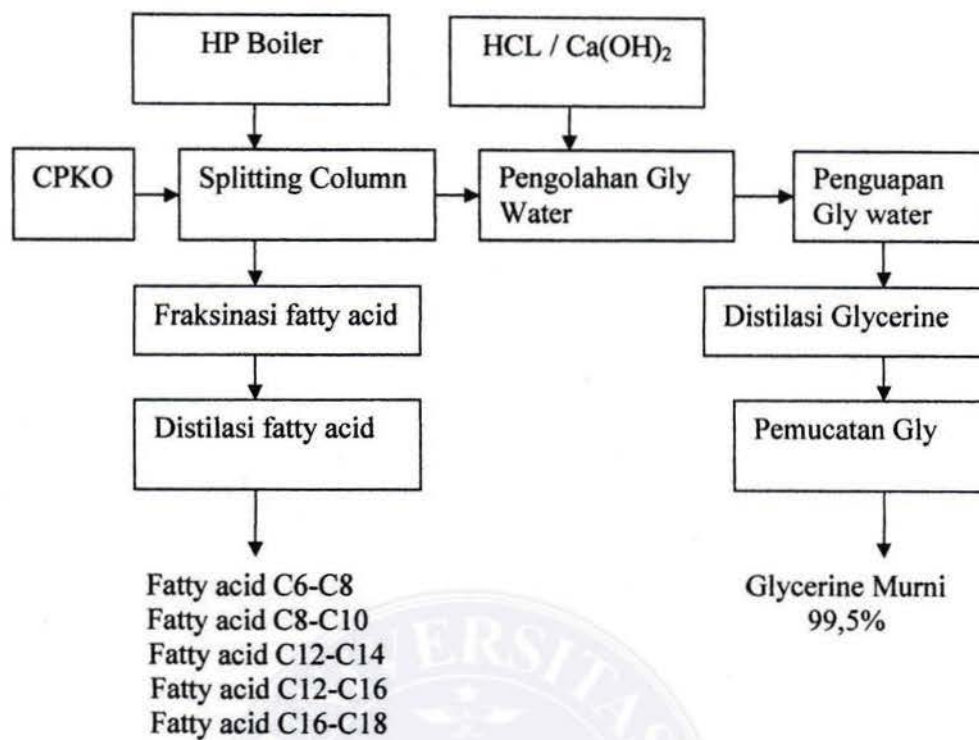 HP Boiler
HCL / Ca(OH)₂
CPKO
Splitting Column
Pengolahan Gly
Water
Penguapan
Gly water
Fraksinasi fatty acid
Distilasi Glycerine
Distilasi fatty acid
Pemucatan Gly
Fatty acid C6-C8
Fatty acid C8-C10
Fatty acid C12-C14
Fatty acid C12-C16
Fatty acid C16-C18
Glycerine Murni
99,5%